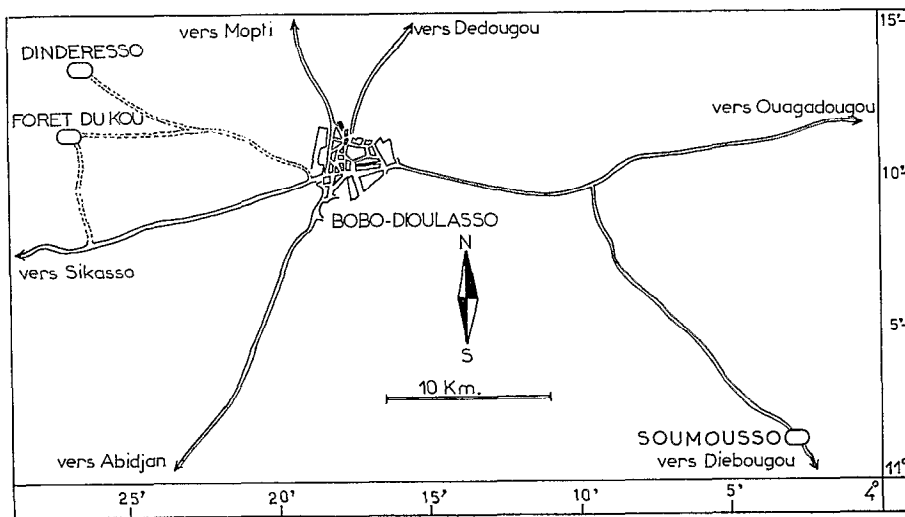 vers Mopti
vers Dedougou
15'
DINDERESSO
vers Ouagadougou
FORET DU KOU
10'
BOBO-DIOULASSO
N
vers Sikasso
5'
S
10 Km.
SOUMOUSSO
vers Abidjan
vers Diebougou
11°
25' 20' 15' 10' 5' 4°